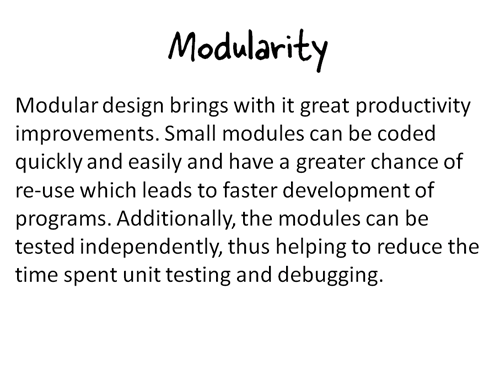 Modularity
Modular design brings with it great productivity
improvements. Small modules can be coded
quickly and easily and have a greater chance of
re-use which leads to faster development of
programs. Additionally, the modules can be
tested independently, thus helping to reduce the
time spent unit testing and debugging.